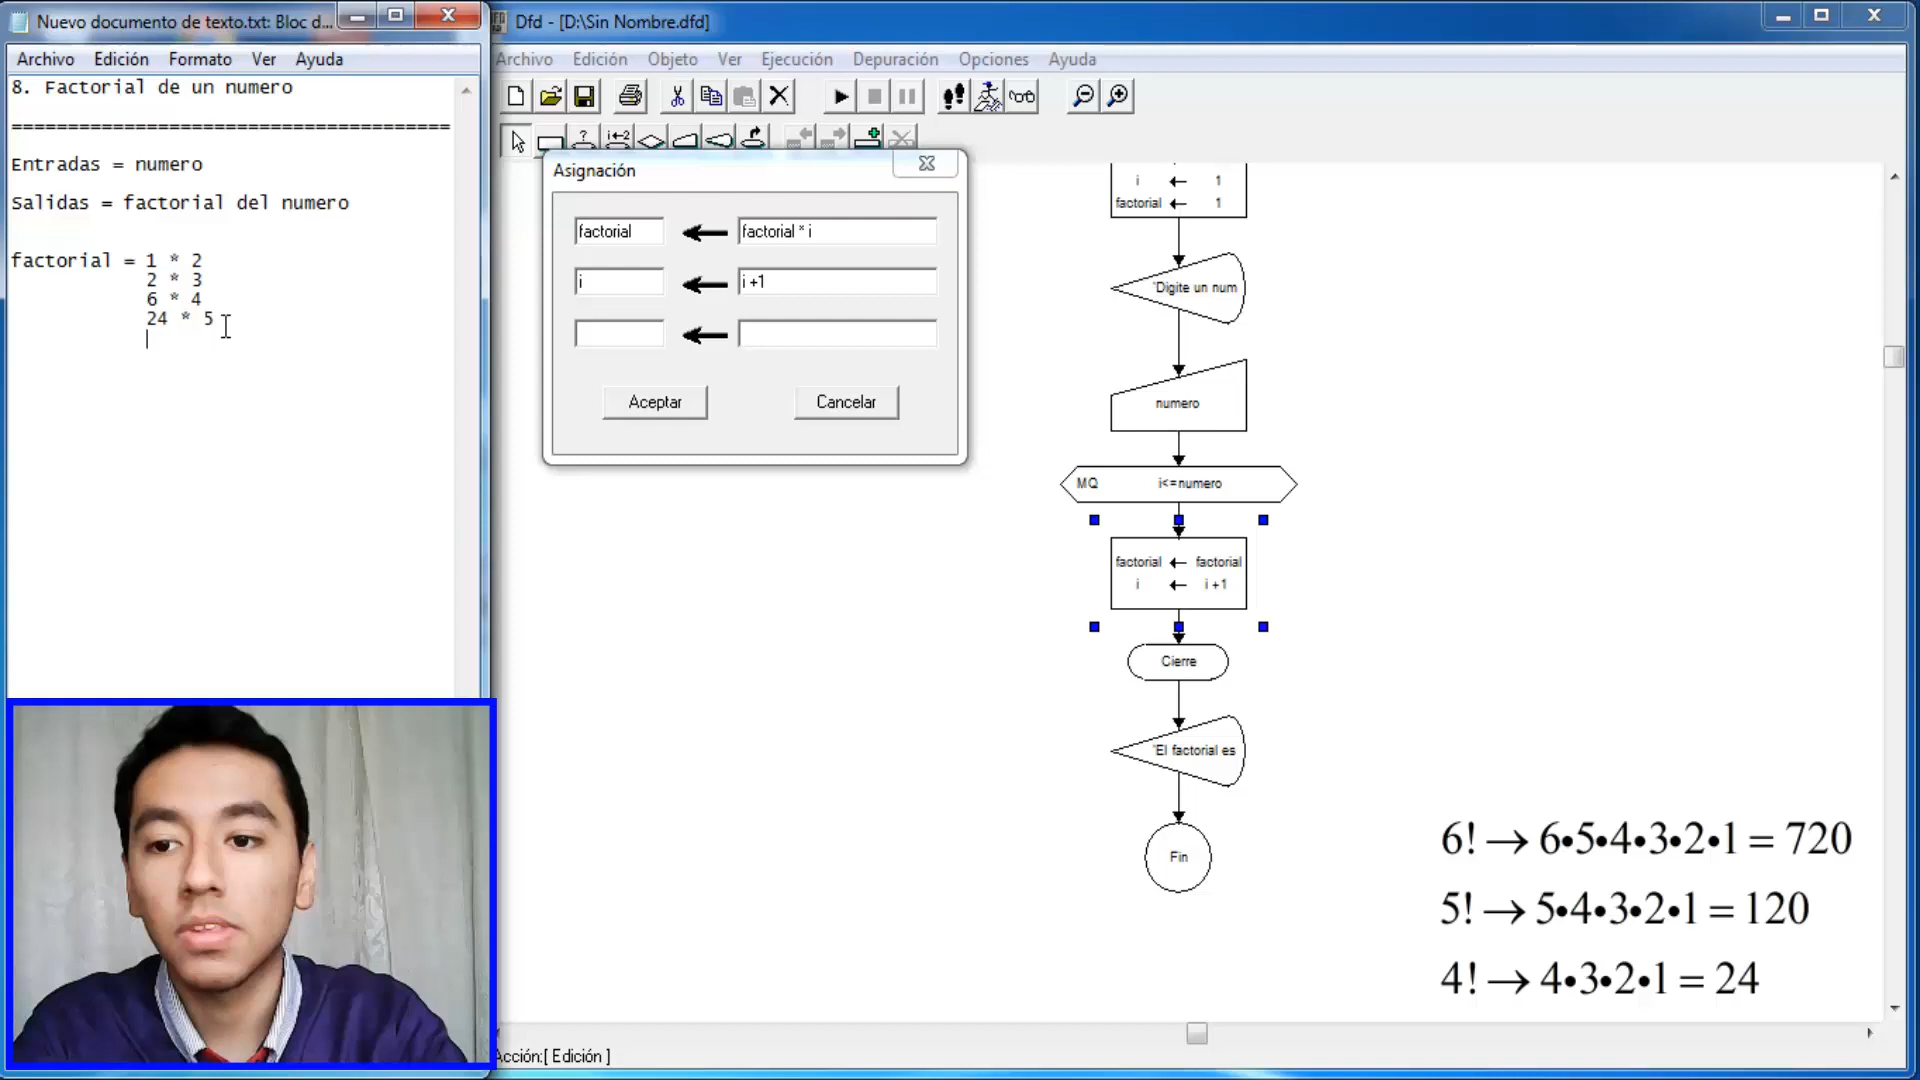 Nuevo documento de texto.txt: Bloc d...
Archivo Edición Formato Ver Ayuda
8. Factorial de un numero
=======================================
Entradas = numero
Salidas = factorial del numero
factorial = 1 * 2
2 * 3
6 * 4
24 * 5
Dfd - [D:\Sin Nombre.dfd]
Archivo Edición Objeto Ver Ejecución Depuración Opciones Ayuda
Asignación
factorial factorial * i
i i +1
Aceptar Cancelar
i ← 1
factorial ← 1
'Digite un num
numero
MQ i<=numero
factorial ← factorial
i ← i +1
Cierre
'El factorial es
Fin
6! → 6•5•4•3•2•1 = 720
5! → 5•4•3•2•1 = 120
4! → 4•3•2•1 = 24
Acción:[ Edición ]